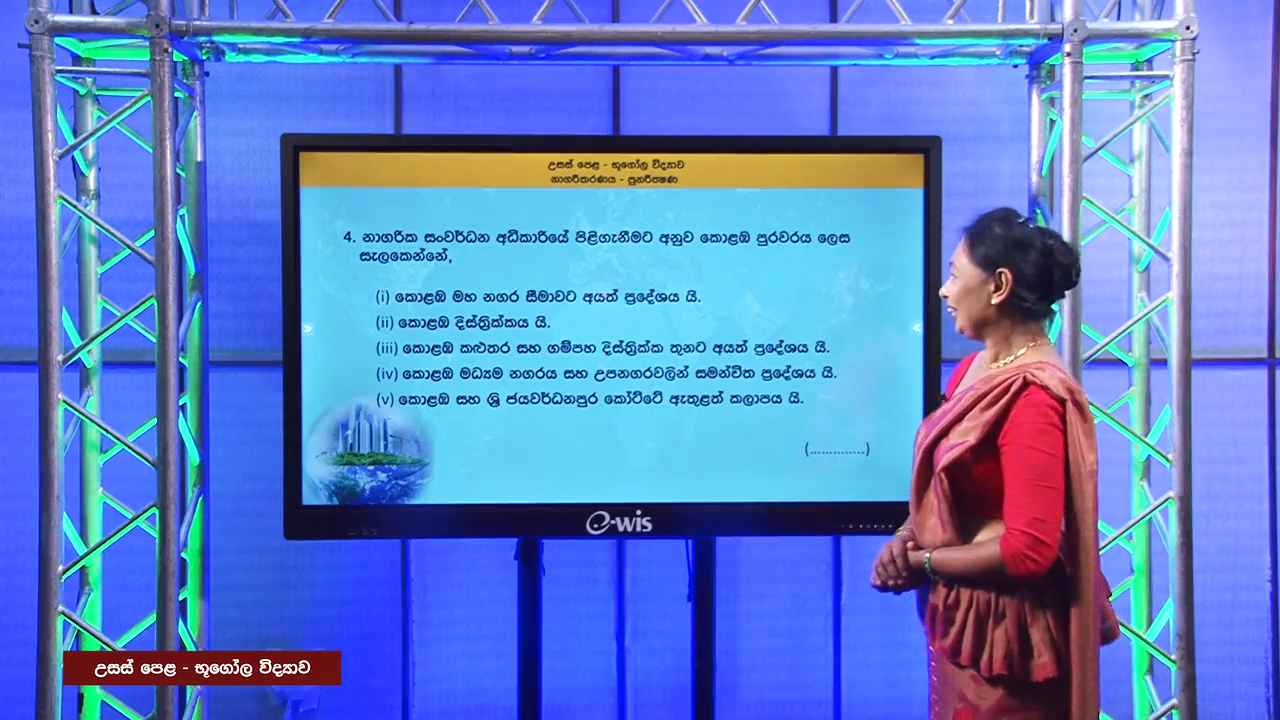 උසස් පෙළ - භූගෝල විද්‍යාව
නාගරීකරණය - පුනරීක්ෂණ
4. නාගරික සංවර්ධන අධිකාරියේ පිළිගැනීමට අනුව කොළඹ පුරවරය ලෙස
සැලකෙන්නේ,
(i) කොළඹ මහ නගර සීමාවට අයත් ප්‍රදේශය යි.
(ii) කොළඹ දිස්ත්‍රික්කය යි.
(iii) කොළඹ කළුතර සහ ගම්පහ දිස්ත්‍රික්ක තුනට අයත් ප්‍රදේශය යි.
(iv) කොළඹ මධ්‍යම නගරය සහ උපනගරවලින් සමන්විත ප්‍රදේශය යි.
(v) කොළඹ සහ ශ්‍රි ජයවර්ධනපුර කෝට්ටේ ඇතුළත් කලාපය යි.
(..............)
e-wis
උසස් පෙළ - භූගෝල විද්‍යාව